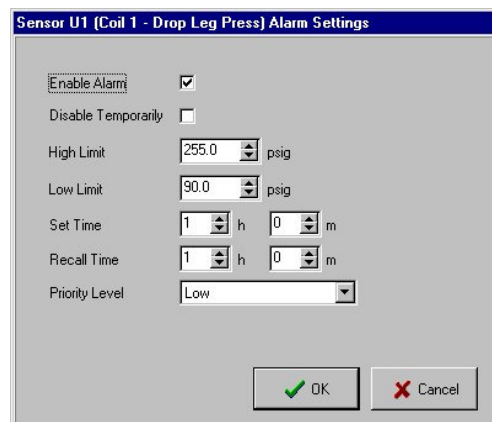 Sensor U1 (Coil 1 - Drop Leg Press) Alarm Settings
Enable Alarm
Disable Temporarily
High Limit 255.0 psig
Low Limit 90.0 psig
Set Time 1 h 0 m
Recall Time 1 h 0 m
Priority Level Low
OK Cancel